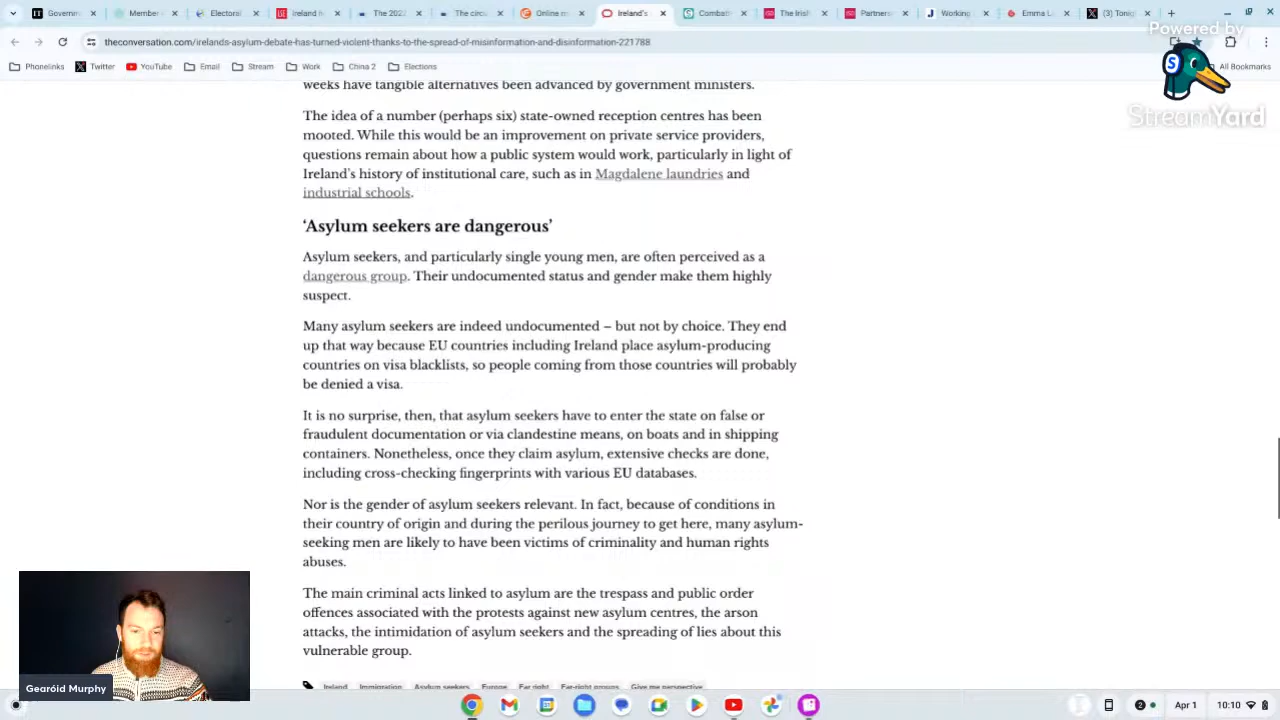 Emma L'
(3) Tonig
theconversation.com/irelands-asylum-debate-has-turned-violent-thanks-to-the-spread-of-misinformation-and-disinformation-221788
Powered by
StreamYard
Phonelinks
Twitter
YouTube
Email
Stream
Work
China 2
Elections
All Bookmarks
weeks have tangible alternatives been advanced by government ministers.
The idea of a number (perhaps six) state-owned reception centres has been
mooted. While this would be an improvement on private service providers,
questions remain about how a public system would work, particularly in light of
Ireland's history of institutional care, such as in Magdalene laundries and
industrial schools.
'Asylum seekers are dangerous'
Asylum seekers, and particularly single young men, are often perceived as a
dangerous group. Their undocumented status and gender make them highly
suspect.
Many asylum seekers are indeed undocumented – but not by choice. They end
up that way because EU countries including Ireland place asylum-producing
countries on visa blacklists, so people coming from those countries will probably
be denied a visa.
It is no surprise, then, that asylum seekers have to enter the state on false or
fraudulent documentation or via clandestine means, on boats and in shipping
containers. Nonetheless, once they claim asylum, extensive checks are done,
including cross-checking fingerprints with various EU databases.
Nor is the gender of asylum seekers relevant. In fact, because of conditions in
their country of origin and during the perilous journey to get here, many asylum-
seeking men are likely to have been victims of criminality and human rights
abuses.
The main criminal acts linked to asylum are the trespass and public order
offences associated with the protests against new asylum centres, the arson
attacks, the intimidation of asylum seekers and the spreading of lies about this
vulnerable group.
Ireland Immigration Asylum seekers Europe Far right Far-right groups Give me perspective
Gearóid Murphy
Apr 1
10:10